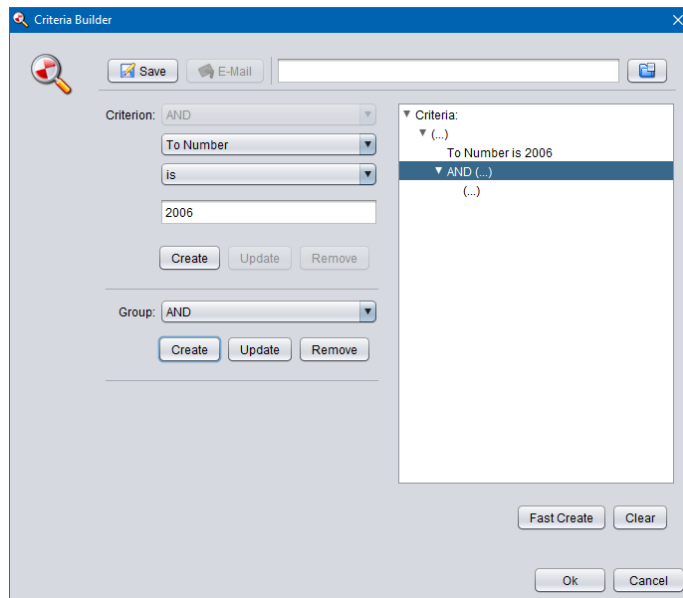 Criteria Builder
Save
E-Mail
Criterion: AND
To Number
is
2006
Create Update Remove
Group: AND
Create Update Remove
Criteria:
(...)
To Number is 2006
AND (...)
(...)
Fast Create Clear
Ok Cancel